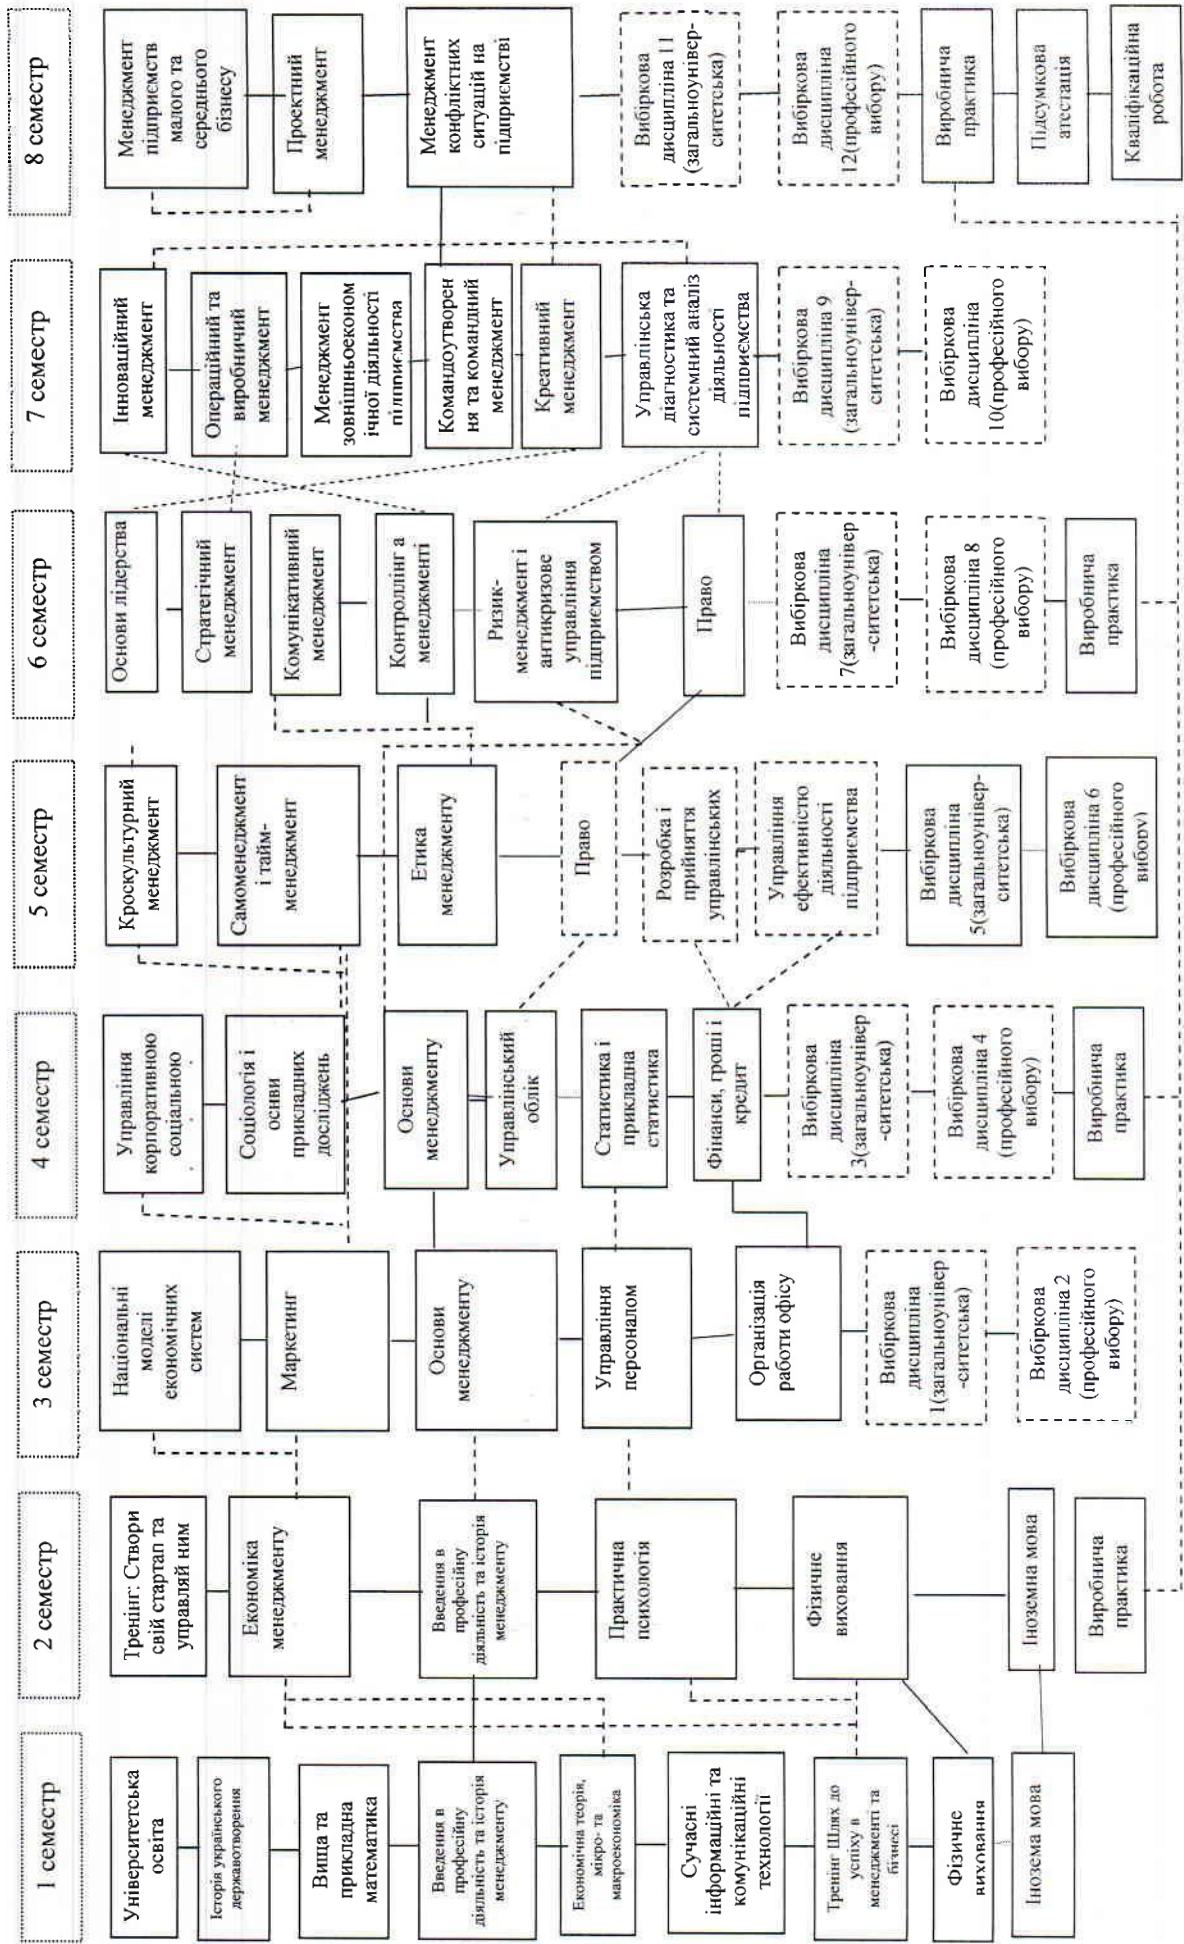 1 семестр
Університетська
освіта
Історія українського
державотворення
Вища та
прикладна
математика
Введення в
професійну
діяльність та історія
менеджменту
Економічна теорія,
мікро- та
макроекономіка
Сучасні
інформаційні та
комунікаційні
технології
Тренінг Шлях до
успіху в
менеджменті та
бізнесі
Фізичне
виховання
Іноземна мова
2 семестр
Тренінг: Створи
свій стартап та
управляй ним
Економіка
менеджменту
Введення в
професійну
діяльність та історія
менеджменту
Практична
психологія
Фізичне
виховання
Іноземна мова
Виробнича
практика
3 семестр
Національні
моделі
економічних
систем
Маркетинг
Основи
менеджменту
Управління
персоналом
Організація
работи офісу
Вибіркова
дисципліна
1(загальноунівер
-ситетська)
Вибіркова
дисципліна 2
(професійного
вибору)
4 семестр
Управління
корпоративною
соціальною
Соціологія і
осиви
прикладних
досліджень
Основи
менеджменту
Управлінський
облік
Статистика і
прикладна
статистика
Фінанси, гроші і
кредит
Вибіркова
дисципліна
3(загальноунівер
-ситетська)
Вибіркова
дисципліна 4
(професійного
вибору)
Виробнича
практика
5 семестр
Кроскультурний
менеджмент
Самоменеджмент
і тайм-
менеджмент
Етика
менеджменту
Право
Розробка і
прийняття
управлінських
Управління
ефективністю
діяльності
підприємства
Вибіркова
дисципліна
5(загальноунівер-
ситетська)
Вибіркова
дисципліна 6
(професійного
вибору)
6 семестр
Основи лідерства
Стратегічний
менеджмент
Комунікативний
менеджмент
Контроллінг а
менеджменті
Ризик-
менеджмент і
антикризове
управління
підприємством
Право
Вибіркова
дисципліна
7(загальноунівер
-ситетська)
Вибіркова
дисципліна 8
(професійного
вибору)
Виробнича
практика
7 семестр
Інноваційний
менеджмент
Операційний та
виробничий
менеджмент
Менеджмент
зовнішньоеконом
ічної діяльності
підприємства
Командоутворен
ня та командний
менеджмент
Креативний
менеджмент
Управлінська
діагностика та
системний аналіз
діяльності
підприємства
Вибіркова
дисципліна 9
(загальноунівер-
ситетська)
Вибіркова
дисципліна
10(професійного
вибору)
8 семестр
Менеджмент
підприємств
малого та
середнього
бізнесу
Проектний
менеджмент
Менеджмент
конфліктних
ситуацій на
підприємстві
Вибіркова
дисципліна 11
(загальноунівер-
ситетська)
Вибіркова
дисципліна
12(професійного
вибору)
Виробнича
практика
Підсумкова
атестація
Кваліфікаційна
робота